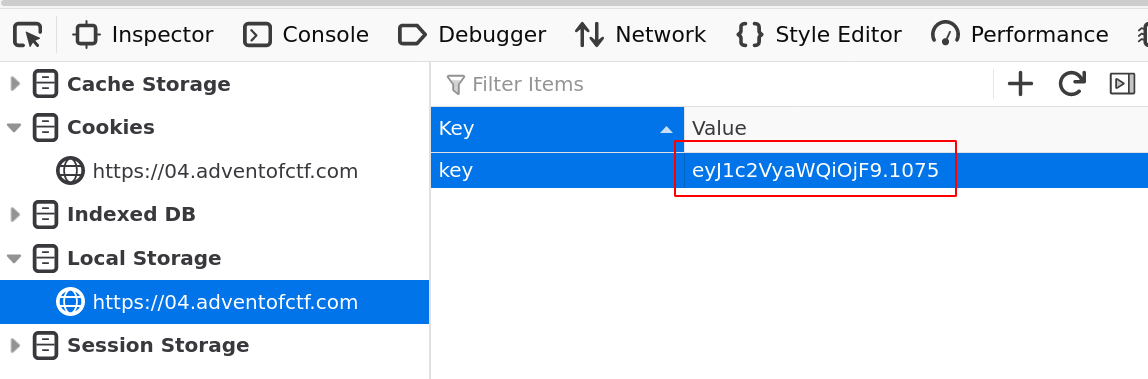 Inspector Console Debugger Network Style Editor Performance
Cache Storage
Filter Items
Cookies
Key Value
https://04.adventofctf.com
key eyJ1c2VyaWQiOjF9.1075
Indexed DB
Local Storage
https://04.adventofctf.com
Session Storage